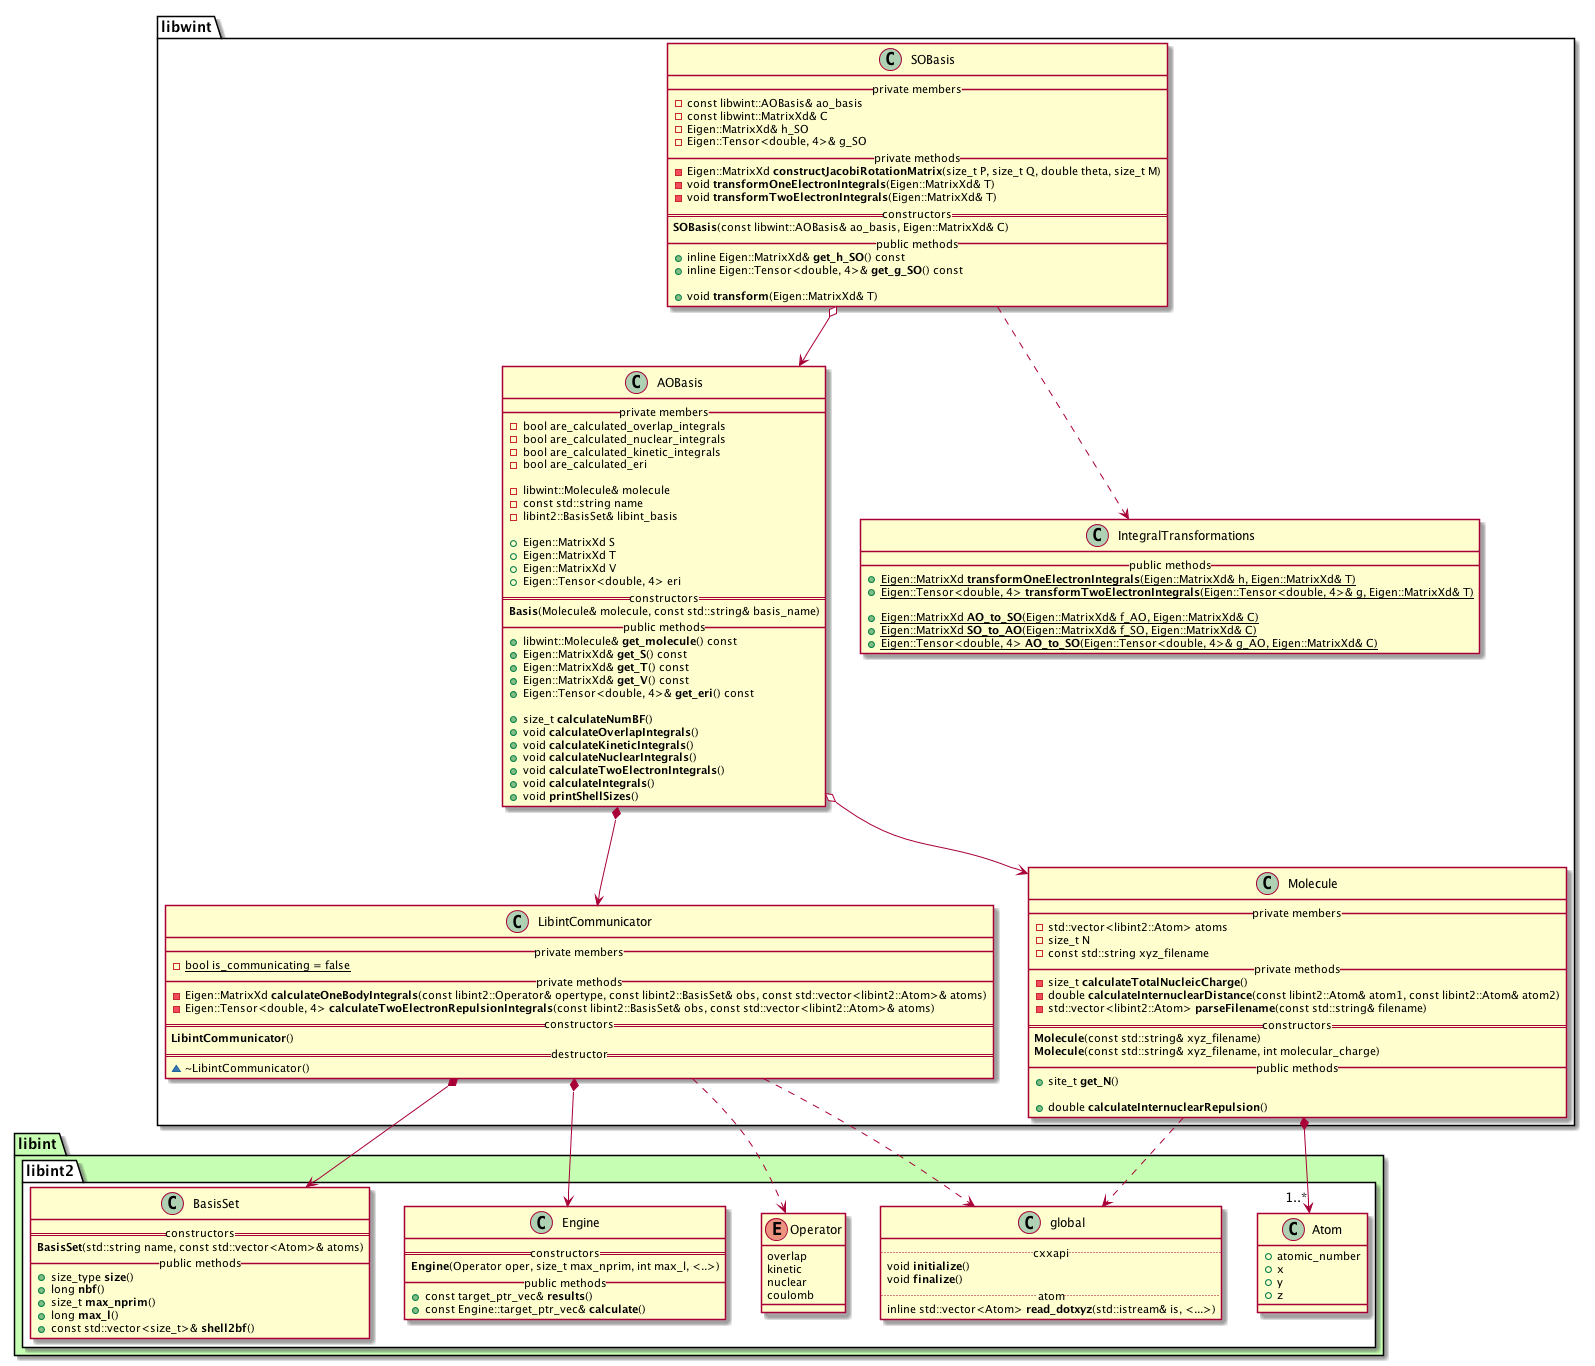 libwint
C SOBasis
private members
const libwint::AOBasis& ao_basis
const libwint::MatrixXd& C
Eigen::MatrixXd& h_SO
Eigen::Tensor<double, 4>& g_SO
private methods
Eigen::MatrixXd constructJacobiRotationMatrix(size_t P, size_t Q, double theta, size_t M)
void transformOneElectronIntegrals(Eigen::MatrixXd& T)
void transformTwoElectronIntegrals(Eigen::MatrixXd& T)
constructors
SOBasis(const libwint::AOBasis& ao_basis, Eigen::MatrixXd& C)
public methods
inline Eigen::MatrixXd& get_h_SO() const
inline Eigen::Tensor<double, 4>& get_g_SO() const
void transform(Eigen::MatrixXd& T)
C AOBasis
private members
bool are_calculated_overlap_integrals
bool are_calculated_nuclear_integrals
bool are_calculated_kinetic_integrals
bool are_calculated_eri
libwint::Molecule& molecule
const std::string name
libint2::BasisSet& libint_basis
Eigen::MatrixXd S
Eigen::MatrixXd T
Eigen::MatrixXd V
Eigen::Tensor<double, 4> eri
constructors
Basis(Molecule& molecule, const std::string& basis_name)
public methods
libwint::Molecule& get_molecule() const
Eigen::MatrixXd& get_S() const
Eigen::MatrixXd& get_T() const
Eigen::MatrixXd& get_V() const
Eigen::Tensor<double, 4>& get_eri() const
size_t calculateNumBF()
void calculateOverlapIntegrals()
void calculateKineticIntegrals()
void calculateNuclearIntegrals()
void calculateTwoElectronIntegrals()
void calculateIntegrals()
void printShellSizes()
C IntegralTransformations
public methods
Eigen::MatrixXd transformOneElectronIntegrals(Eigen::MatrixXd& h, Eigen::MatrixXd& T)
Eigen::Tensor<double, 4> transformTwoElectronIntegrals(Eigen::Tensor<double, 4>& g, Eigen::MatrixXd& T)
Eigen::MatrixXd AO_to_SO(Eigen::MatrixXd& f_AO, Eigen::MatrixXd& C)
Eigen::MatrixXd SO_to_AO(Eigen::MatrixXd& f_SO, Eigen::MatrixXd& C)
Eigen::Tensor<double, 4> AO_to_SO(Eigen::Tensor<double, 4>& g_AO, Eigen::MatrixXd& C)
C LibintCommunicator
private members
bool is_communicating = false
private methods
Eigen::MatrixXd calculateOneBodyIntegrals(const libint2::Operator& opertype, const libint2::BasisSet& obs, const std::vector<libint2::Atom>& atoms)
Eigen::Tensor<double, 4> calculateTwoElectronRepulsionIntegrals(const libint2::BasisSet& obs, const std::vector<libint2::Atom>& atoms)
constructors
LibintCommunicator()
destructor
~LibintCommunicator()
C Molecule
private members
std::vector<libint2::Atom> atoms
size_t N
const std::string xyz_filename
private methods
size_t calculateTotalNucleicCharge()
double calculateInternuclearDistance(const libint2::Atom& atom1, const libint2::Atom& atom2)
std::vector<libint2::Atom> parseFilename(const std::string& filename)
constructors
Molecule(const std::string& xyz_filename)
Molecule(const std::string& xyz_filename, int molecular_charge)
public methods
site_t get_N()
double calculateInternuclearRepulsion()
libint
libint2
C BasisSet
constructors
BasisSet(std::string name, const std::vector<Atom>& atoms)
public methods
size_type size()
long nbf()
size_t max_nprim()
long max_l()
const std::vector<size_t>& shell2bf()
C Engine
constructors
Engine(Operator oper, size_t max_nprim, int max_l, <..>)
public methods
const target_ptr_vec& results()
const Engine::target_ptr_vec& calculate()
E Operator
overlap
kinetic
nuclear
coulomb
C global
cxxapi
void initialize()
void finalize()
atom
inline std::vector<Atom> read_dotxyz(std::istream& is, <...>)
1..*
C Atom
atomic_number
x
y
z